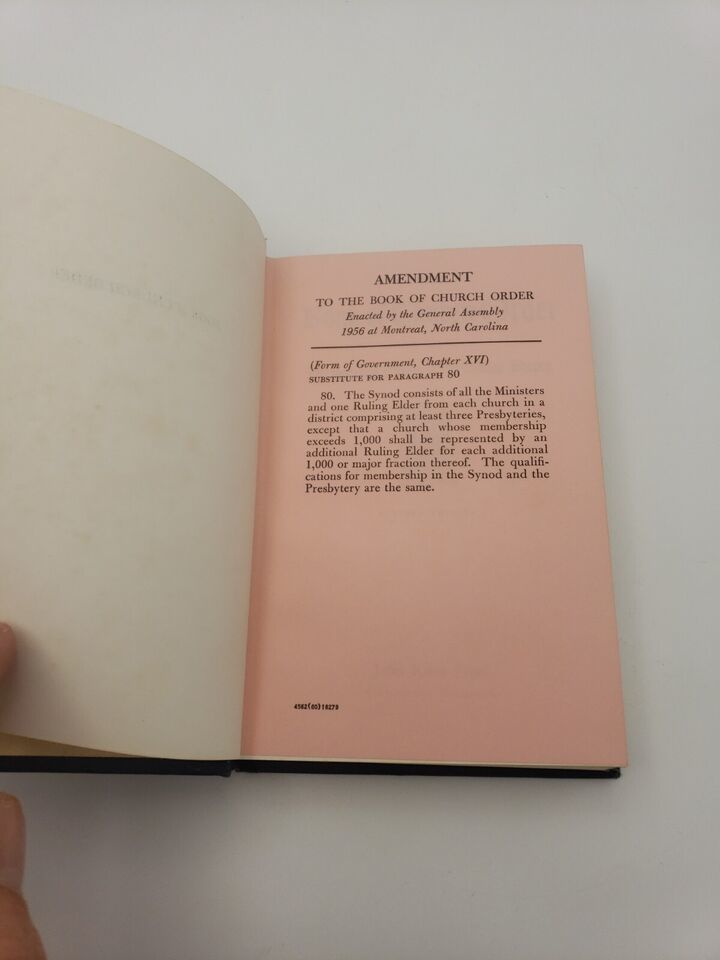 AMENDMENT
TO THE BOOK OF CHURCH ORDER
Enacted by the General Assembly
1956 at Montreat, North Carolina
(Form of Government, Chapter XVI)
SUBSTITUTE FOR PARAGRAPH 80
80. The Synod consists of all the Ministers
and one Ruling Elder from each church in a
district comprising at least three Presbyteries,
except that a church whose membership
exceeds 1,000 shall be represented by an
additional Ruling Elder for each additional
1,000 or major fraction thereof. The qualifi-
cations for membership in the Synod and the
Presbytery are the same.
4562(60)18279